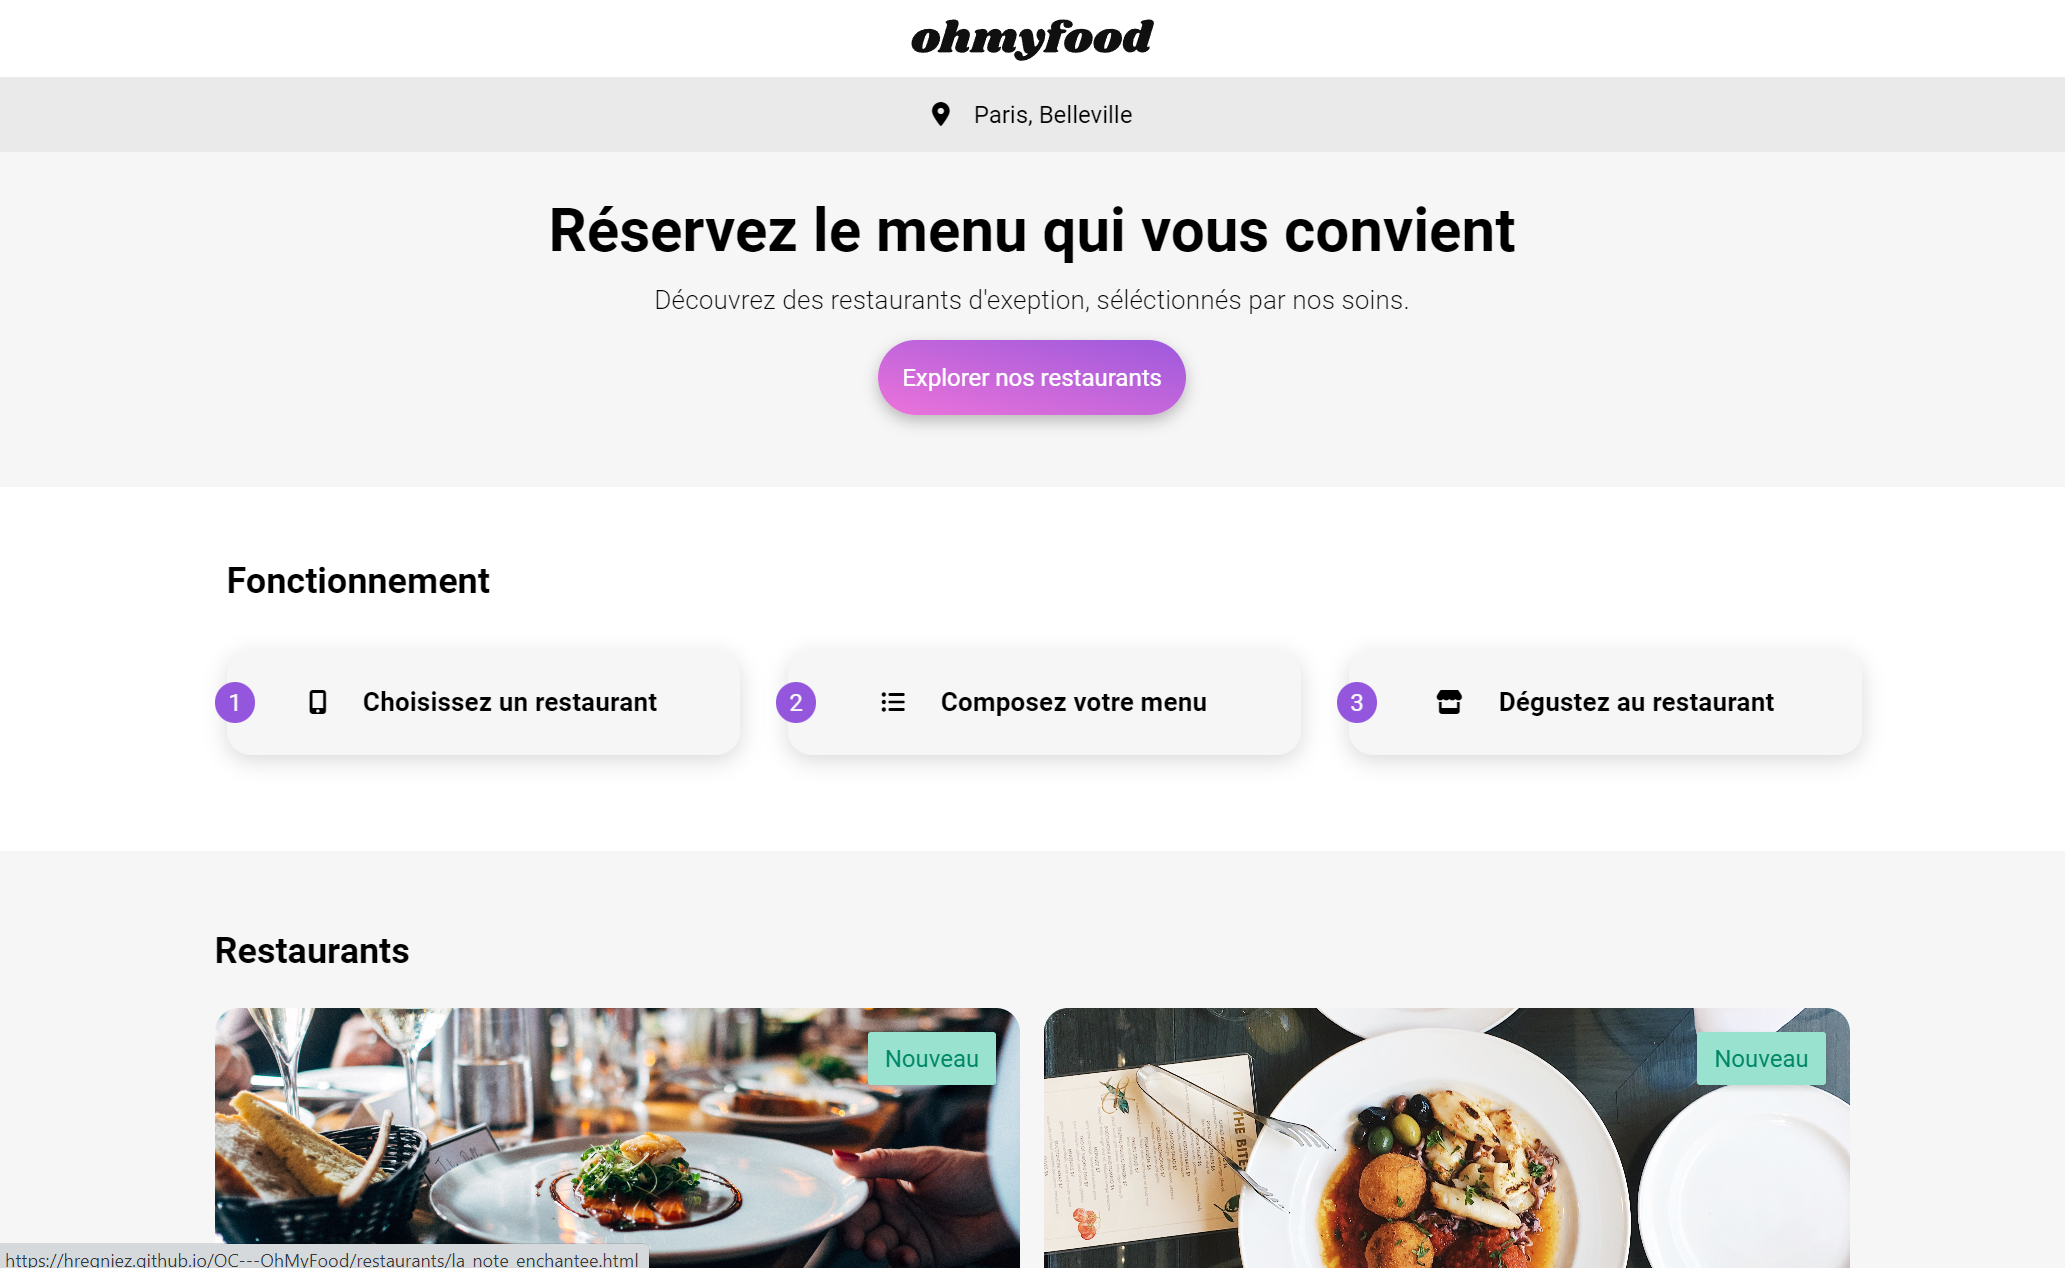 ohmyfood
Paris, Belleville
Réservez le menu qui vous convient
Découvrez des restaurants d'exeption, séléctionnés par nos soins.
Explorer nos restaurants
Fonctionnement
1 Choisissez un restaurant
2 Composez votre menu
3 Dégustez au restaurant
Restaurants
Nouveau
Nouveau
THE BITE
https://hregniez.github.io/OC---OhMyFood/restaurants/la_note_enchantee.html